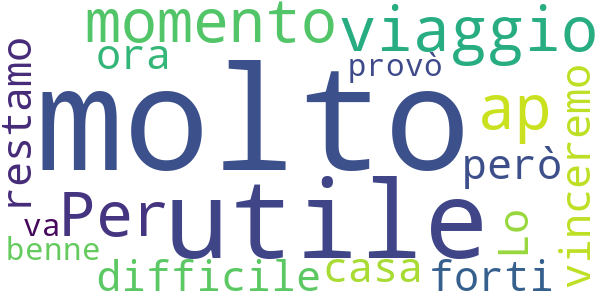 momento viaggio
ora provò
restamo molto ap vinceremo
però
Per utile Lo
va
benne
difficile casa forti